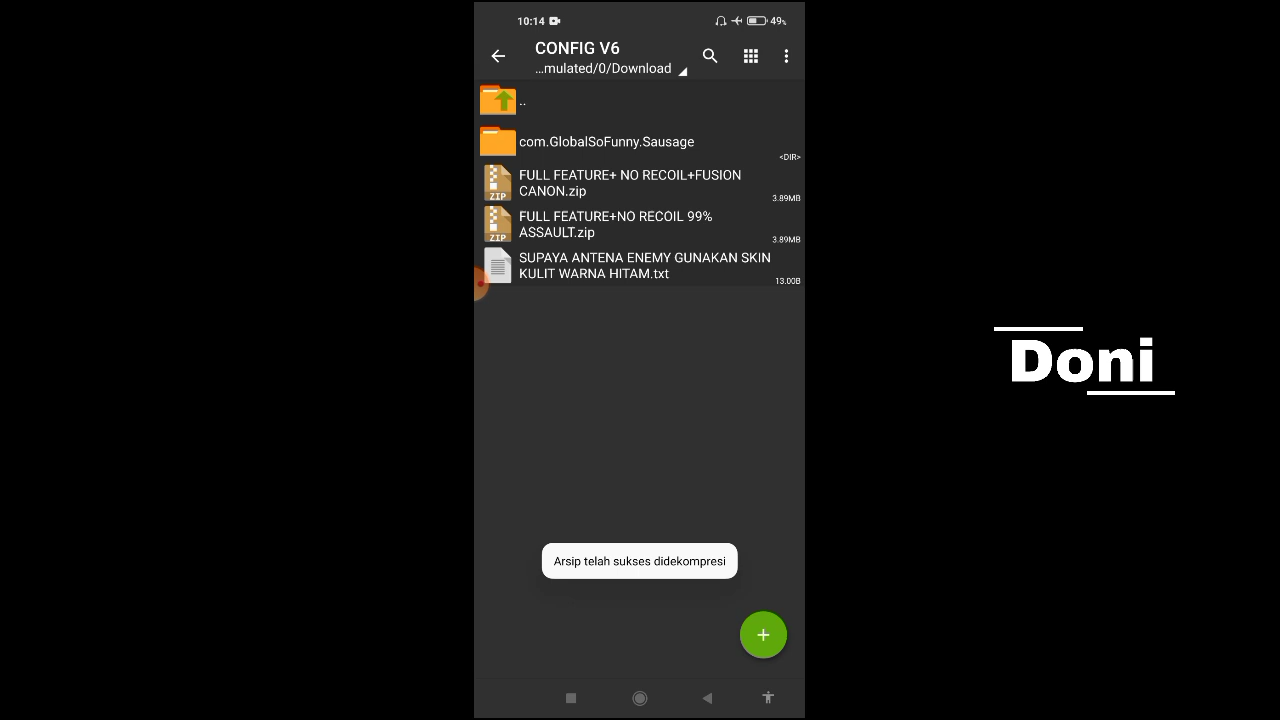 10:14
49%
CONFIG V6
…mulated/0/Download
..
com.GlobalSoFunny.Sausage
<DIR>
FULL FEATURE+ NO RECOIL+FUSION
CANON.zip
3.89MB
ZIP
FULL FEATURE+NO RECOIL 99%
ASSAULT.zip
3.89MB
ZIP
SUPAYA ANTENA ENEMY GUNAKAN SKIN
KULIT WARNA HITAM.txt
13.00B
Doni
Arsip telah sukses didekompresi